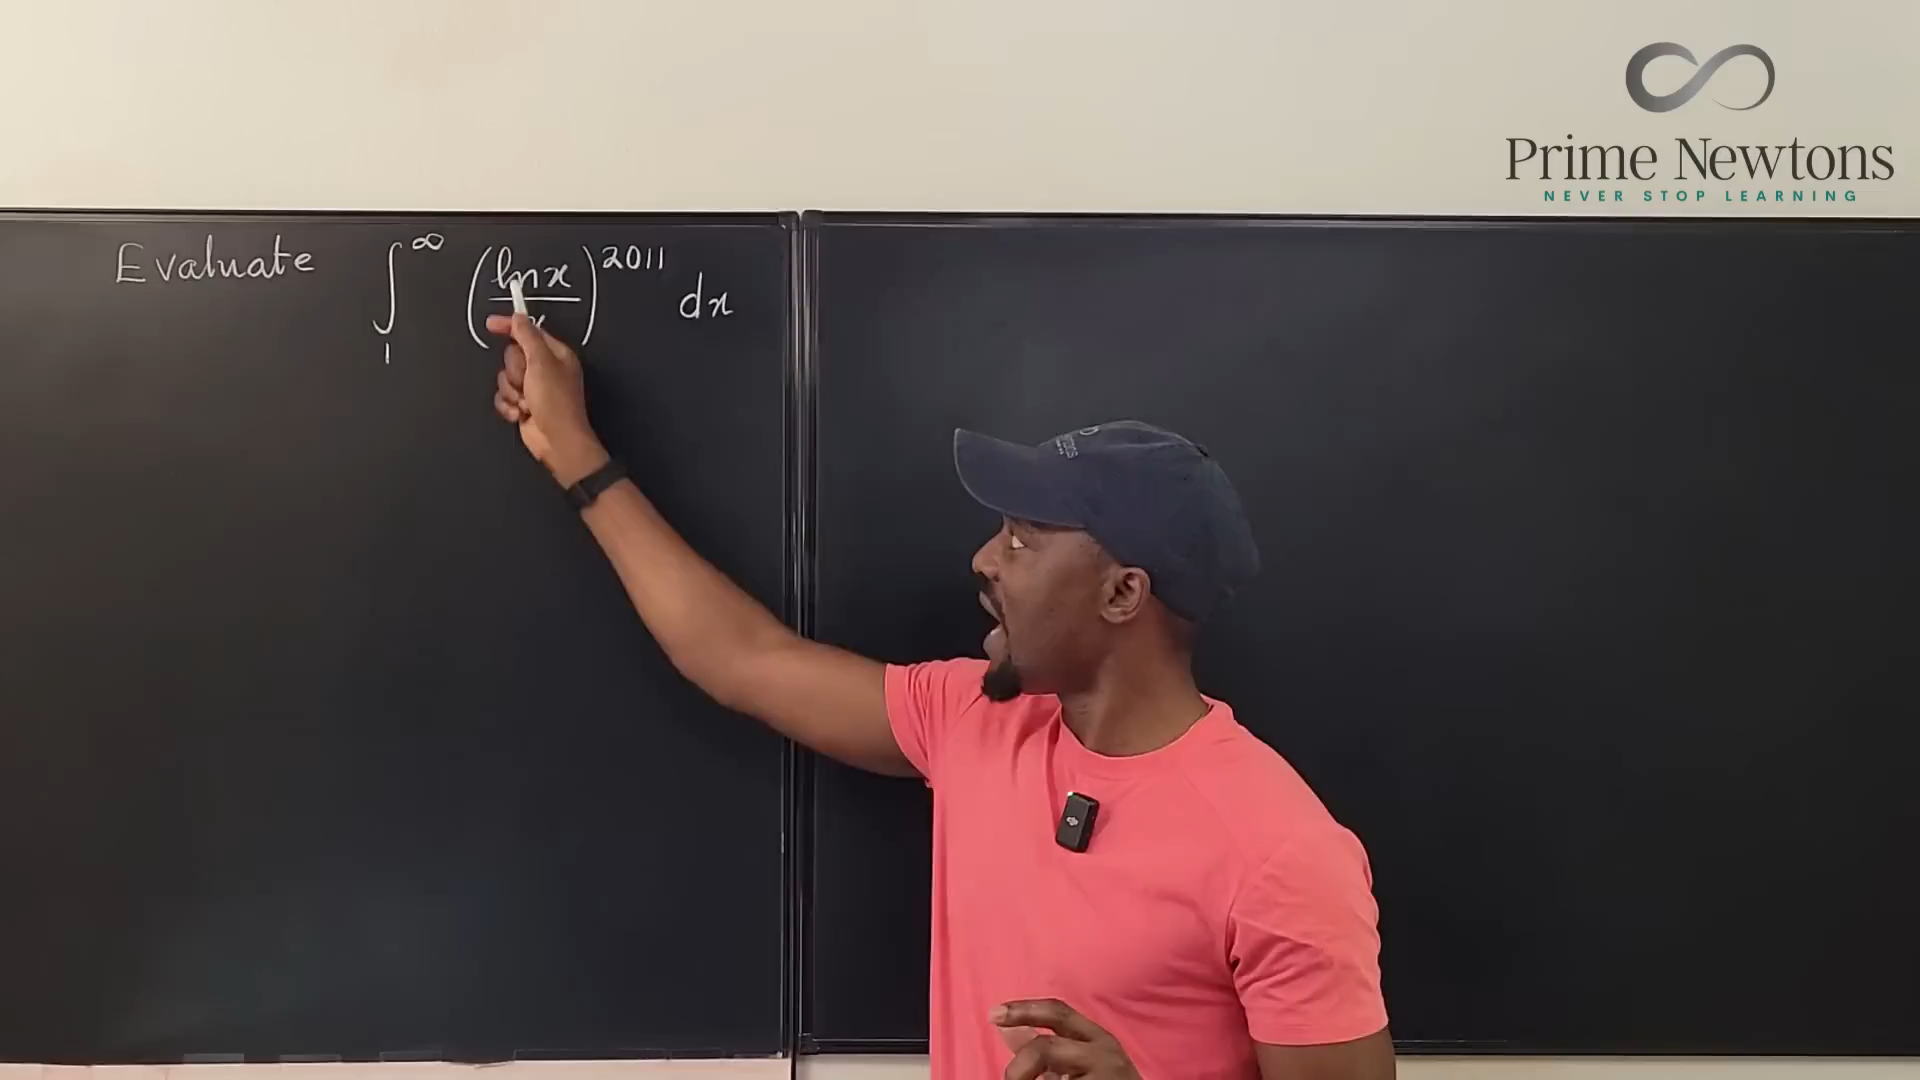 Prime Newtons
NEVER STOP LEARNING
Evaluate ∫₁^∞ (ln x / x)^2011 dx